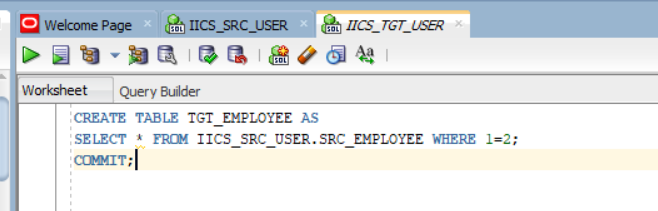 Welcome Page IICS_SRC_USER IICS_TGT_USER
Worksheet Query Builder
CREATE TABLE TGT_EMPLOYEE AS
SELECT * FROM IICS_SRC_USER.SRC_EMPLOYEE WHERE 1=2;
COMMIT;